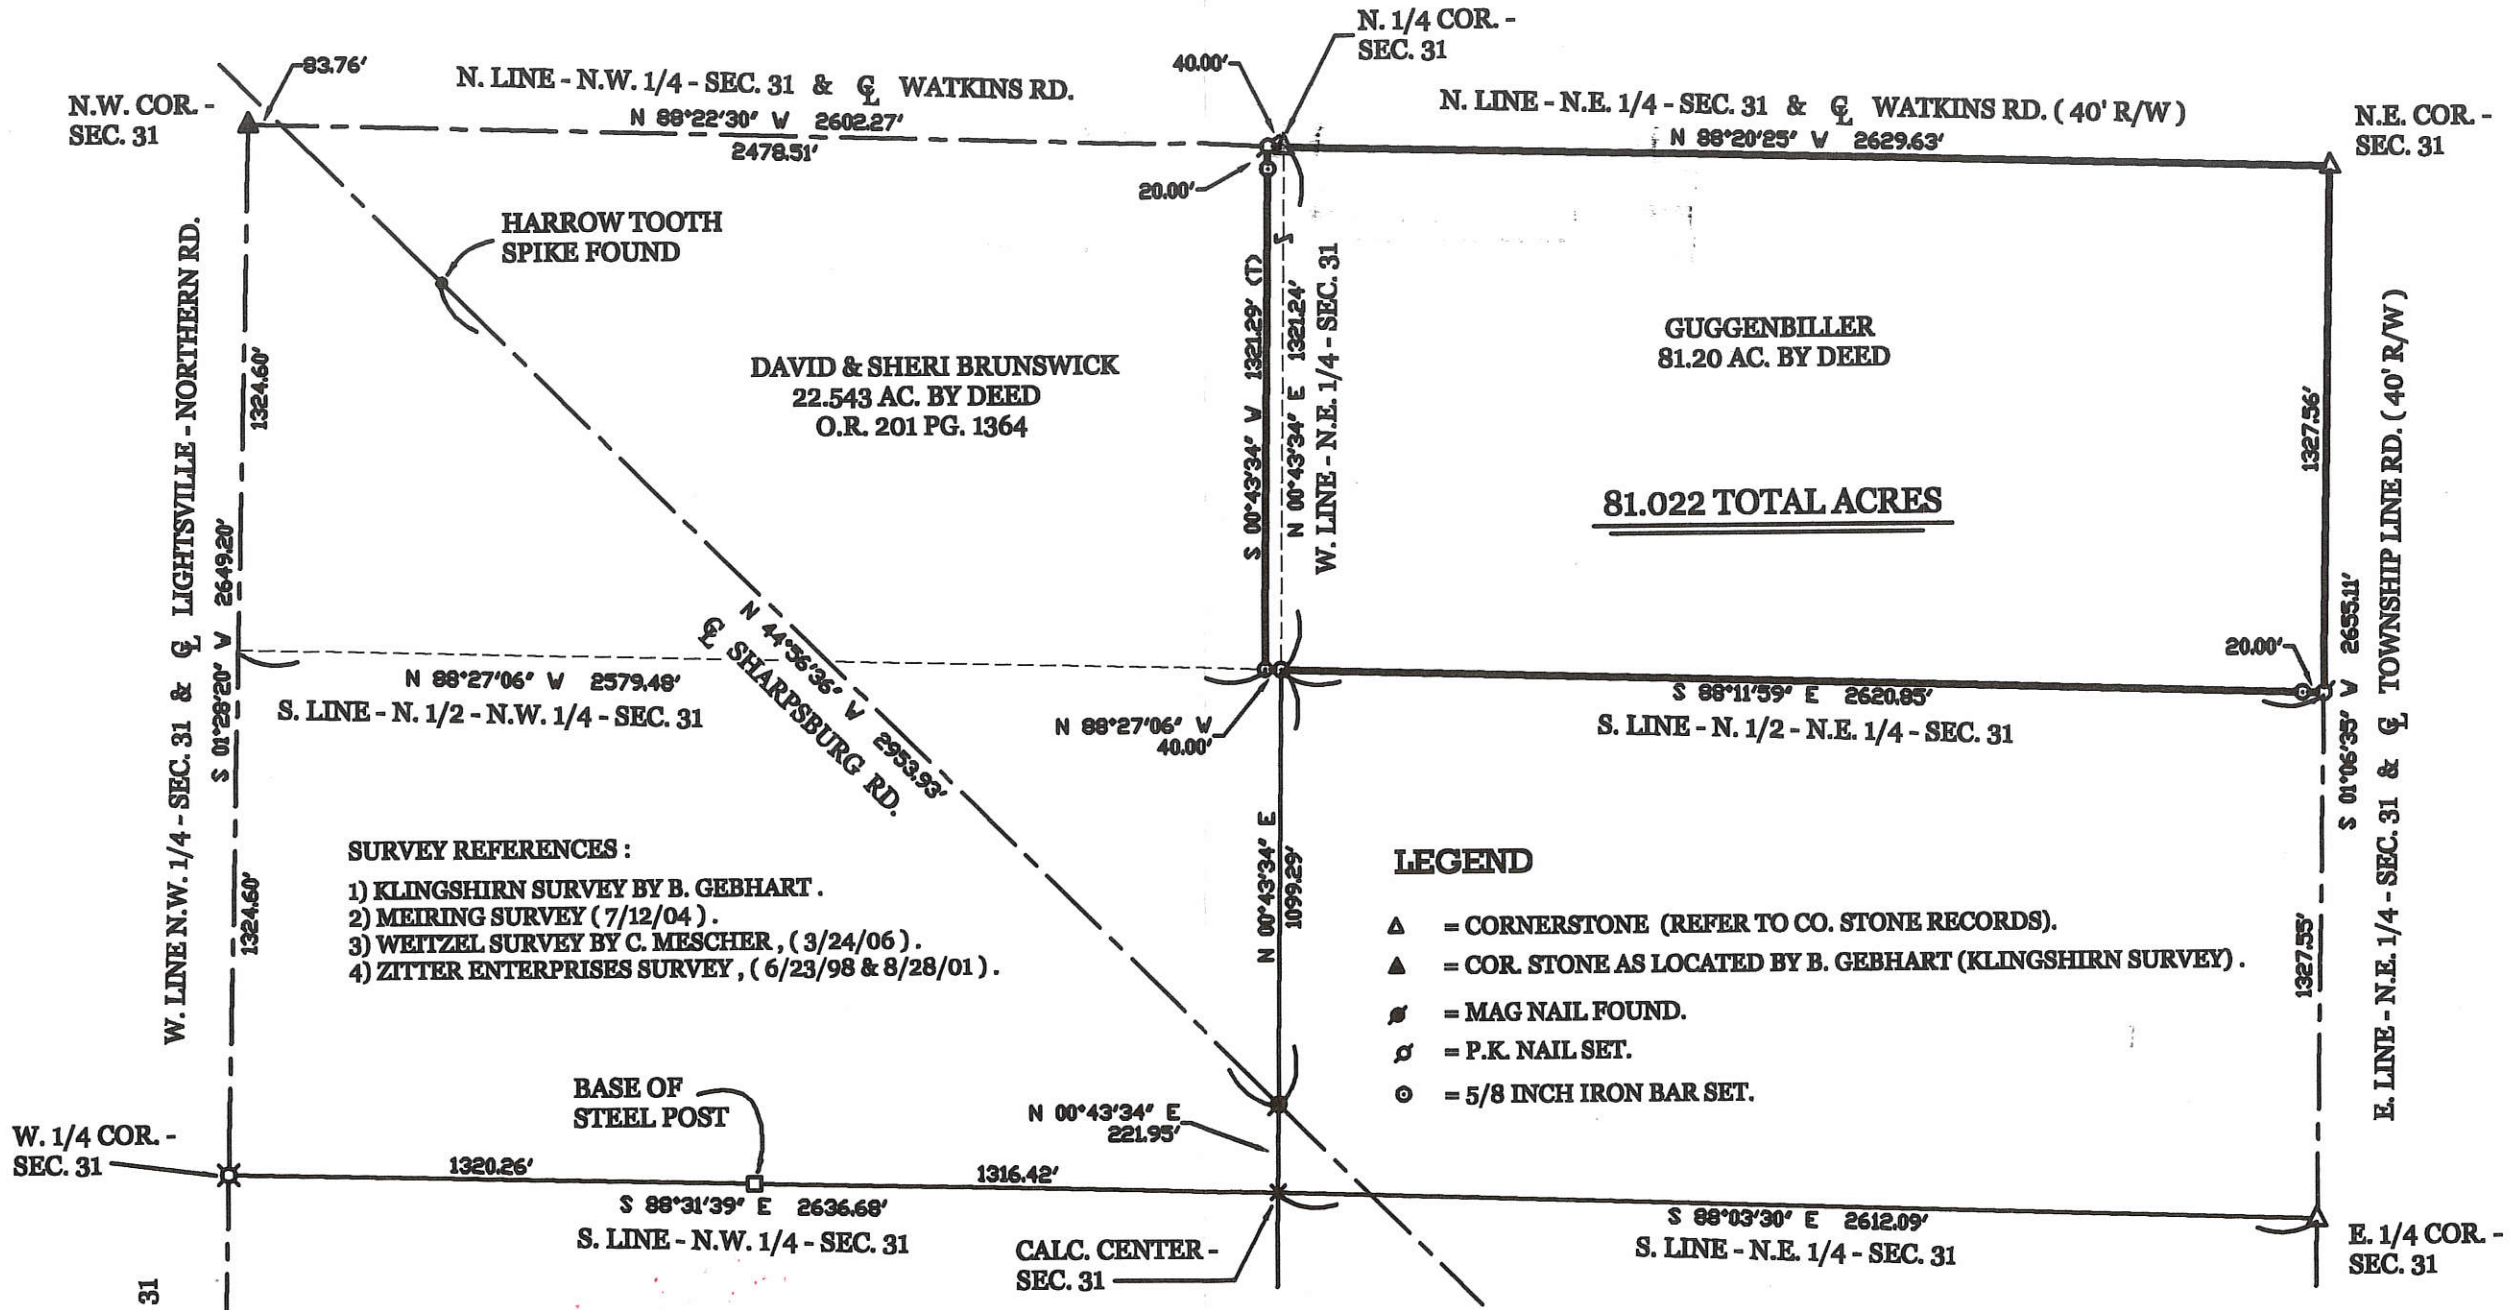 N. 1/4 COR. -
SEC. 31
40.00'
83.76'
N. LINE - N.W. 1/4 - SEC. 31 & ℄ WATKINS RD.
N 88°22'30" W 2602.27'
2478.51'
N.W. COR. -
SEC. 31
N. LINE - N.E. 1/4 - SEC. 31 & ℄ WATKINS RD. ( 40' R/W )
N 88°20'25" W 2629.63'
N.E. COR. -
SEC. 31
20.00'
HARROW TOOTH
SPIKE FOUND
W. LINE N.W. 1/4 - SEC. 31 & ℄ LIGHTSVILLE - NORTHERN RD.
S 01°28'20" W 2649.20'
1324.60'
1324.60'
DAVID & SHERI BRUNSWICK
22.543 AC. BY DEED
O.R. 201 PG. 1364
S 00°43'34" W 1321.29' (T)
N 00°43'34" E 1321.24'
W. LINE - N.E. 1/4 - SEC. 31
GUGGENBILLER
81.20 AC. BY DEED
81.022 TOTAL ACRES
1327.56'
S 01°06'35" W 2655.11'
E. LINE - N.E. 1/4 - SEC. 31 & ℄ TOWNSHIP LINE RD. ( 40' R/W )
20.00'
N 44°56'36" W 2953.93'
℄ SHARPSBURG RD.
N 88°27'06" W 2579.48'
S. LINE - N. 1/2 - N.W. 1/4 - SEC. 31
N 88°27'06" W
40.00'
S 88°11'59" E 2620.85'
S. LINE - N. 1/2 - N.E. 1/4 - SEC. 31
SURVEY REFERENCES :
1) KLINGSHIRN SURVEY BY B. GEBHART .
2) MEIRING SURVEY ( 7/12/04 ) .
3) WEITZEL SURVEY BY C. MESCHER , ( 3/24/06 ) .
4) ZITTER ENTERPRISES SURVEY , ( 6/23/98 & 8/28/01 ) .
N 00°43'34" E
1099.29'
LEGEND
= CORNERSTONE (REFER TO CO. STONE RECORDS).
= COR. STONE AS LOCATED BY B. GEBHART (KLINGSHIRN SURVEY) .
= MAG NAIL FOUND.
= P.K. NAIL SET.
= 5/8 INCH IRON BAR SET.
1327.55'
BASE OF
STEEL POST
N 00°43'34" E
221.95'
W. 1/4 COR. -
SEC. 31
1320.26'
1316.42'
S 88°31'39" E 2636.68'
S. LINE - N.W. 1/4 - SEC. 31
CALC. CENTER -
SEC. 31
S 88°03'30" E 2612.09'
S. LINE - N.E. 1/4 - SEC. 31
E. 1/4 COR. -
SEC. 31
31